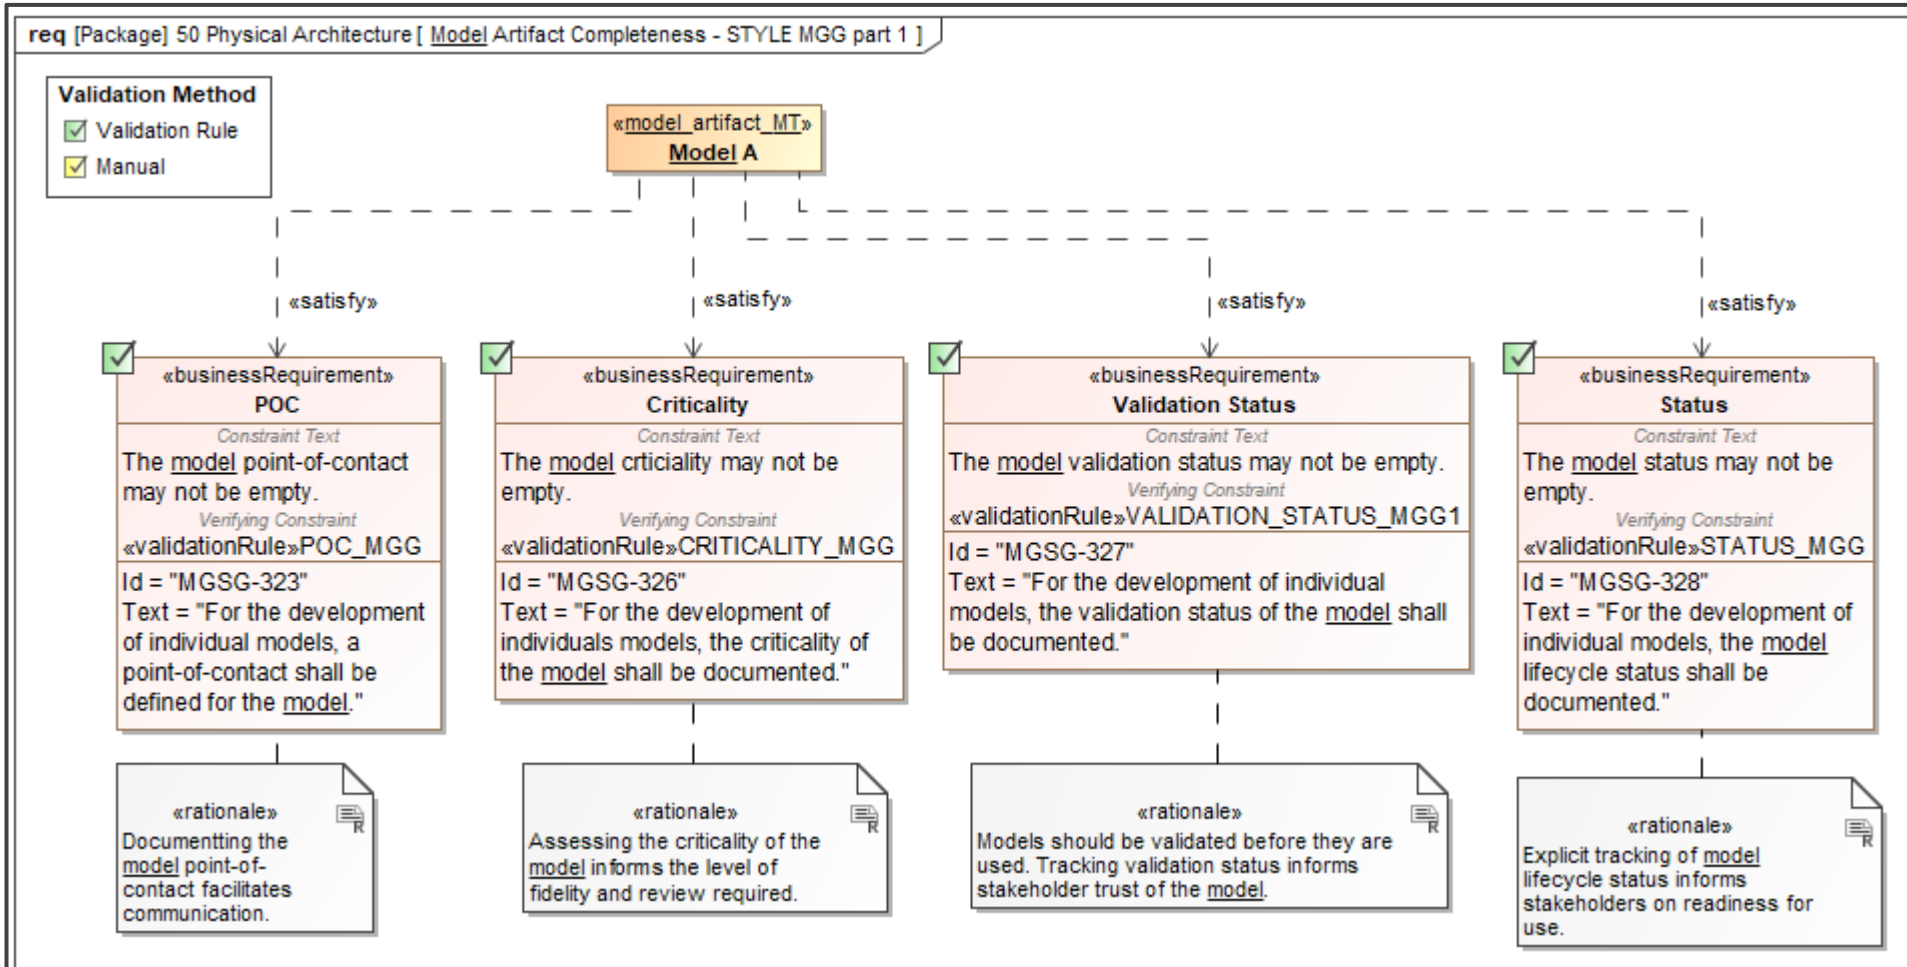 req [Package] 50 Physical Architecture [ Model Artifact Completeness - STYLE MGG part 1 ]
Validation Method
Validation Rule
Manual
«model_artifact_MT»
Model A
«satisfy»
«satisfy»
«satisfy»
«satisfy»
«businessRequirement»
POC
Constraint Text
The model point-of-contact
may not be empty.
Verifying Constraint
«validationRule»POC_MGG
Id = "MGSG-323"
Text = "For the development
of individual models, a
point-of-contact shall be
defined for the model."
«businessRequirement»
Criticality
Constraint Text
The model crticiality may not be
empty.
Verifying Constraint
«validationRule»CRITICALITY_MGG
Id = "MGSG-326"
Text = "For the development of
individuals models, the criticality of
the model shall be documented."
«businessRequirement»
Validation Status
Constraint Text
The model validation status may not be empty.
Verifying Constraint
«validationRule»VALIDATION_STATUS_MGG1
Id = "MGSG-327"
Text = "For the development of individual
models, the validation status of the model shall
be documented."
«businessRequirement»
Status
Constraint Text
The model status may not be
empty.
Verifying Constraint
«validationRule»STATUS_MGG
Id = "MGSG-328"
Text = "For the development of
individual models, the model
lifecycle status shall be
documented."
«rationale»
R
Documentting the
model point-of-
contact facilitates
communication.
«rationale»
R
Assessing the criticality of the
model informs the level of
fidelity and review required.
«rationale»
R
Models should be validated before they are
used. Tracking validation status informs
stakeholder trust of the model.
«rationale»
R
Explicit tracking of model
lifecycle status informs
stakeholders on readiness for
use.